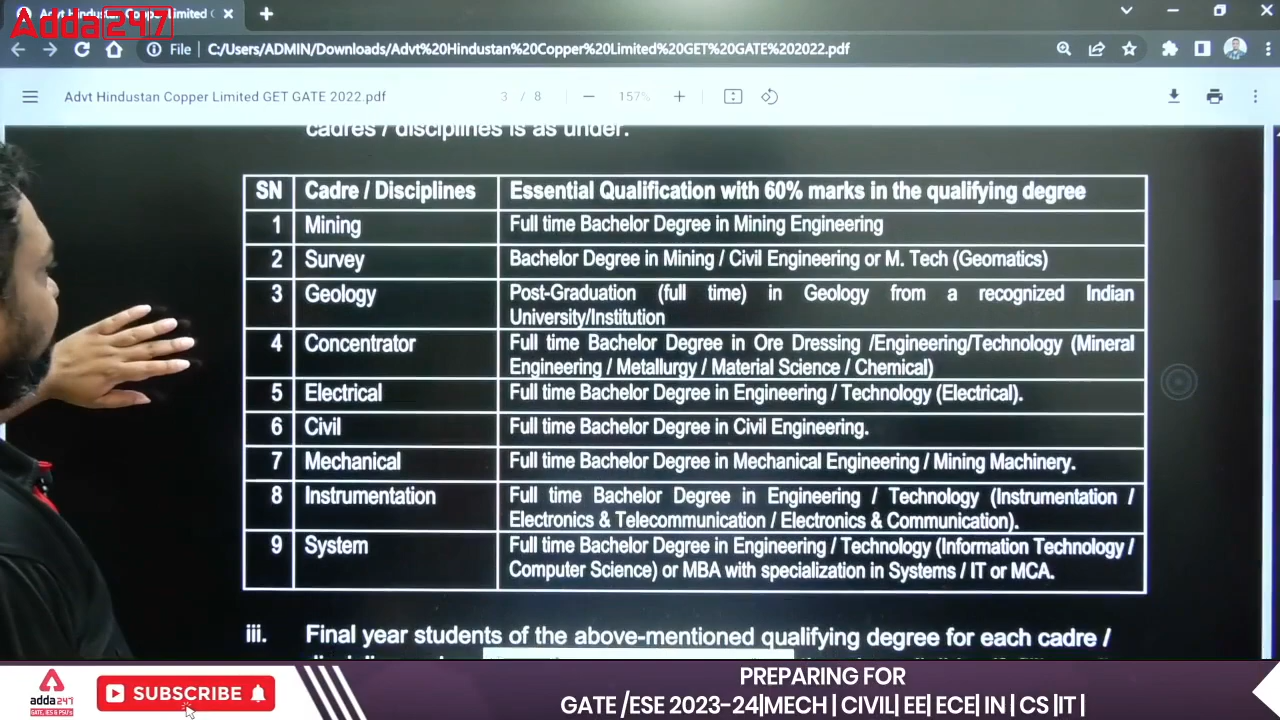 Adda247
Advt Hindustan Copper Limited
File
C:/Users/ADMIN/Downloads/Advt%20Hindustan%20Copper%20Limited%20GET%20GATE%202022.pdf
Advt Hindustan Copper Limited GET GATE 2022.pdf
3 / 8
157%
cadres / disciplines is as under:
SN Cadre / Disciplines Essential Qualification with 60% marks in the qualifying degree
1 Mining Full time Bachelor Degree in Mining Engineering
2 Survey Bachelor Degree in Mining / Civil Engineering or M. Tech (Geomatics)
3 Geology Post-Graduation (full time) in Geology from a recognized Indian
University/Institution
4 Concentrator Full time Bachelor Degree in Ore Dressing /Engineering/Technology (Mineral
Engineering / Metallurgy / Material Science / Chemical)
5 Electrical Full time Bachelor Degree in Engineering / Technology (Electrical).
6 Civil Full time Bachelor Degree in Civil Engineering.
7 Mechanical Full time Bachelor Degree in Mechanical Engineering / Mining Machinery.
8 Instrumentation Full time Bachelor Degree in Engineering / Technology (Instrumentation /
Electronics & Telecommunication / Electronics & Communication).
9 System Full time Bachelor Degree in Engineering / Technology (Information Technology /
Computer Science) or MBA with specialization in Systems / IT or MCA.
iii. Final year students of the above-mentioned qualifying degree for each cadre /
adda247
GATE, IES & PSU's
SUBSCRIBE
PREPARING FOR
GATE /ESE 2023-24|MECH | CIVIL| EE| ECE| IN | CS |IT |